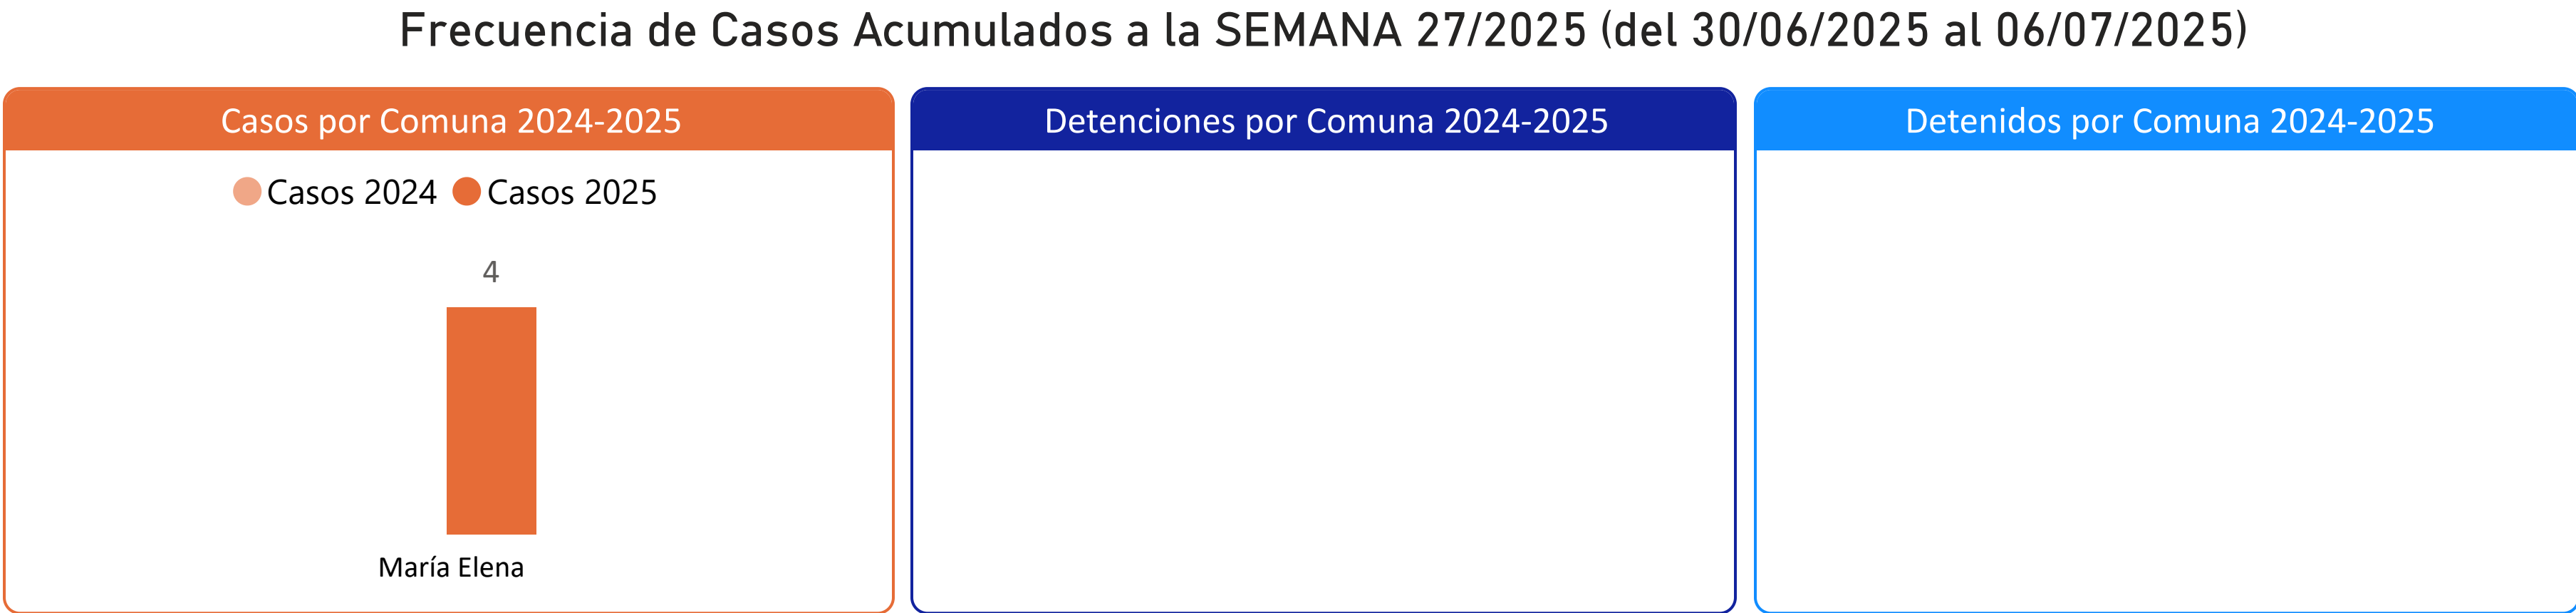 Frecuencia de Casos Acumulados a la SEMANA 27/2025 (del 30/06/2025 al 06/07/2025)
Casos por Comuna 2024-2025
Casos 2024 Casos 2025
4
María Elena
Detenciones por Comuna 2024-2025
Detenidos por Comuna 2024-2025